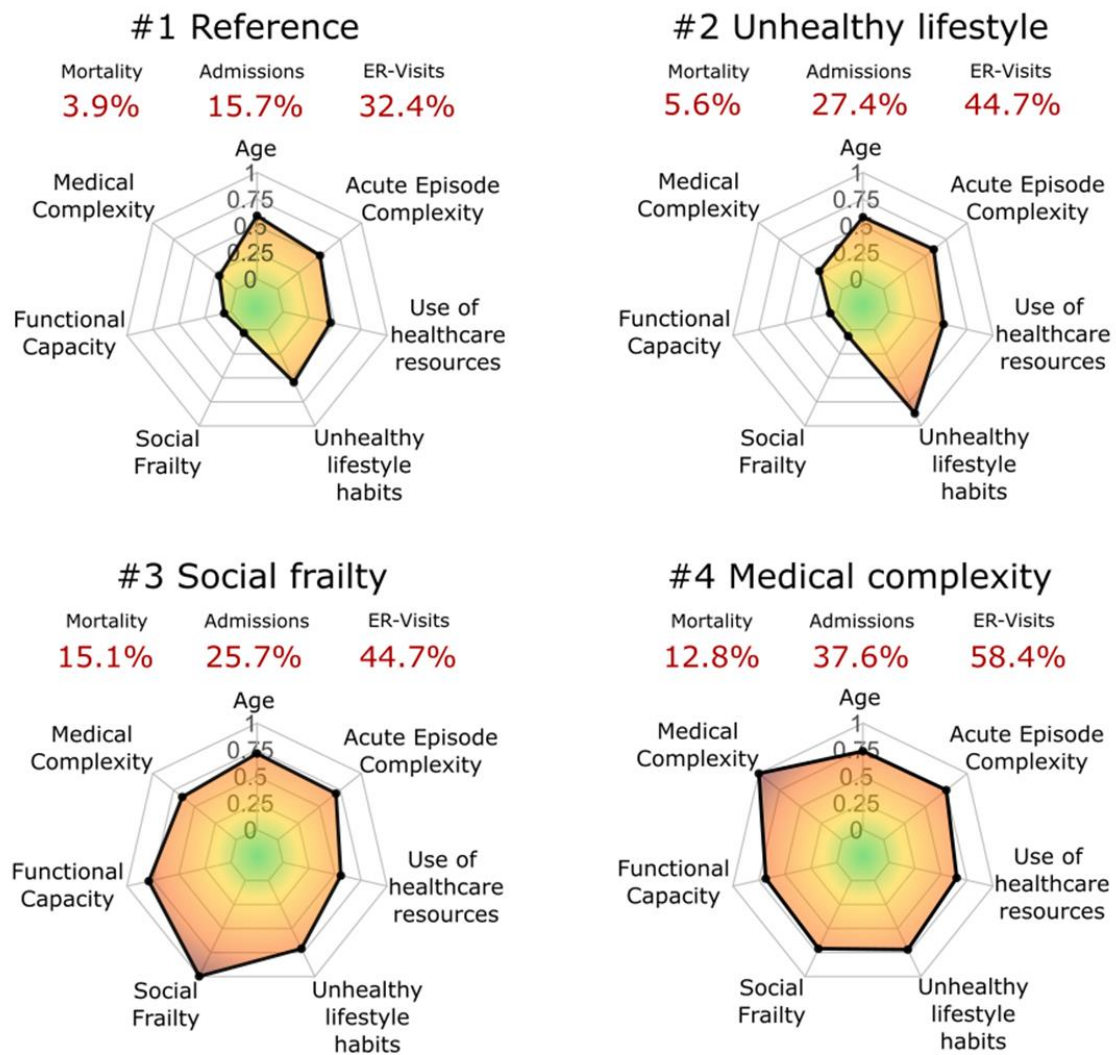 #1 Reference
Mortality Admissions ER-Visits
3.9% 15.7% 32.4%
Age
1
0.75
0.5
0.25
0
Medical
Complexity
Acute Episode
Complexity
Functional
Capacity
Use of
healthcare
resources
Social
Frailty
Unhealthy
lifestyle
habits
#2 Unhealthy lifestyle
Mortality Admissions ER-Visits
5.6% 27.4% 44.7%
Age
1
0.75
0.5
0.25
0
Medical
Complexity
Acute Episode
Complexity
Functional
Capacity
Use of
healthcare
resources
Social
Frailty
Unhealthy
lifestyle
habits
#3 Social frailty
Mortality Admissions ER-Visits
15.1% 25.7% 44.7%
Age
1
0.75
0.5
0.25
0
Medical
Complexity
Acute Episode
Complexity
Functional
Capacity
Use of
healthcare
resources
Social
Frailty
Unhealthy
lifestyle
habits
#4 Medical complexity
Mortality Admissions ER-Visits
12.8% 37.6% 58.4%
Age
1
0.75
0.5
0.25
0
Medical
Complexity
Acute Episode
Complexity
Functional
Capacity
Use of
healthcare
resources
Social
Frailty
Unhealthy
lifestyle
habits